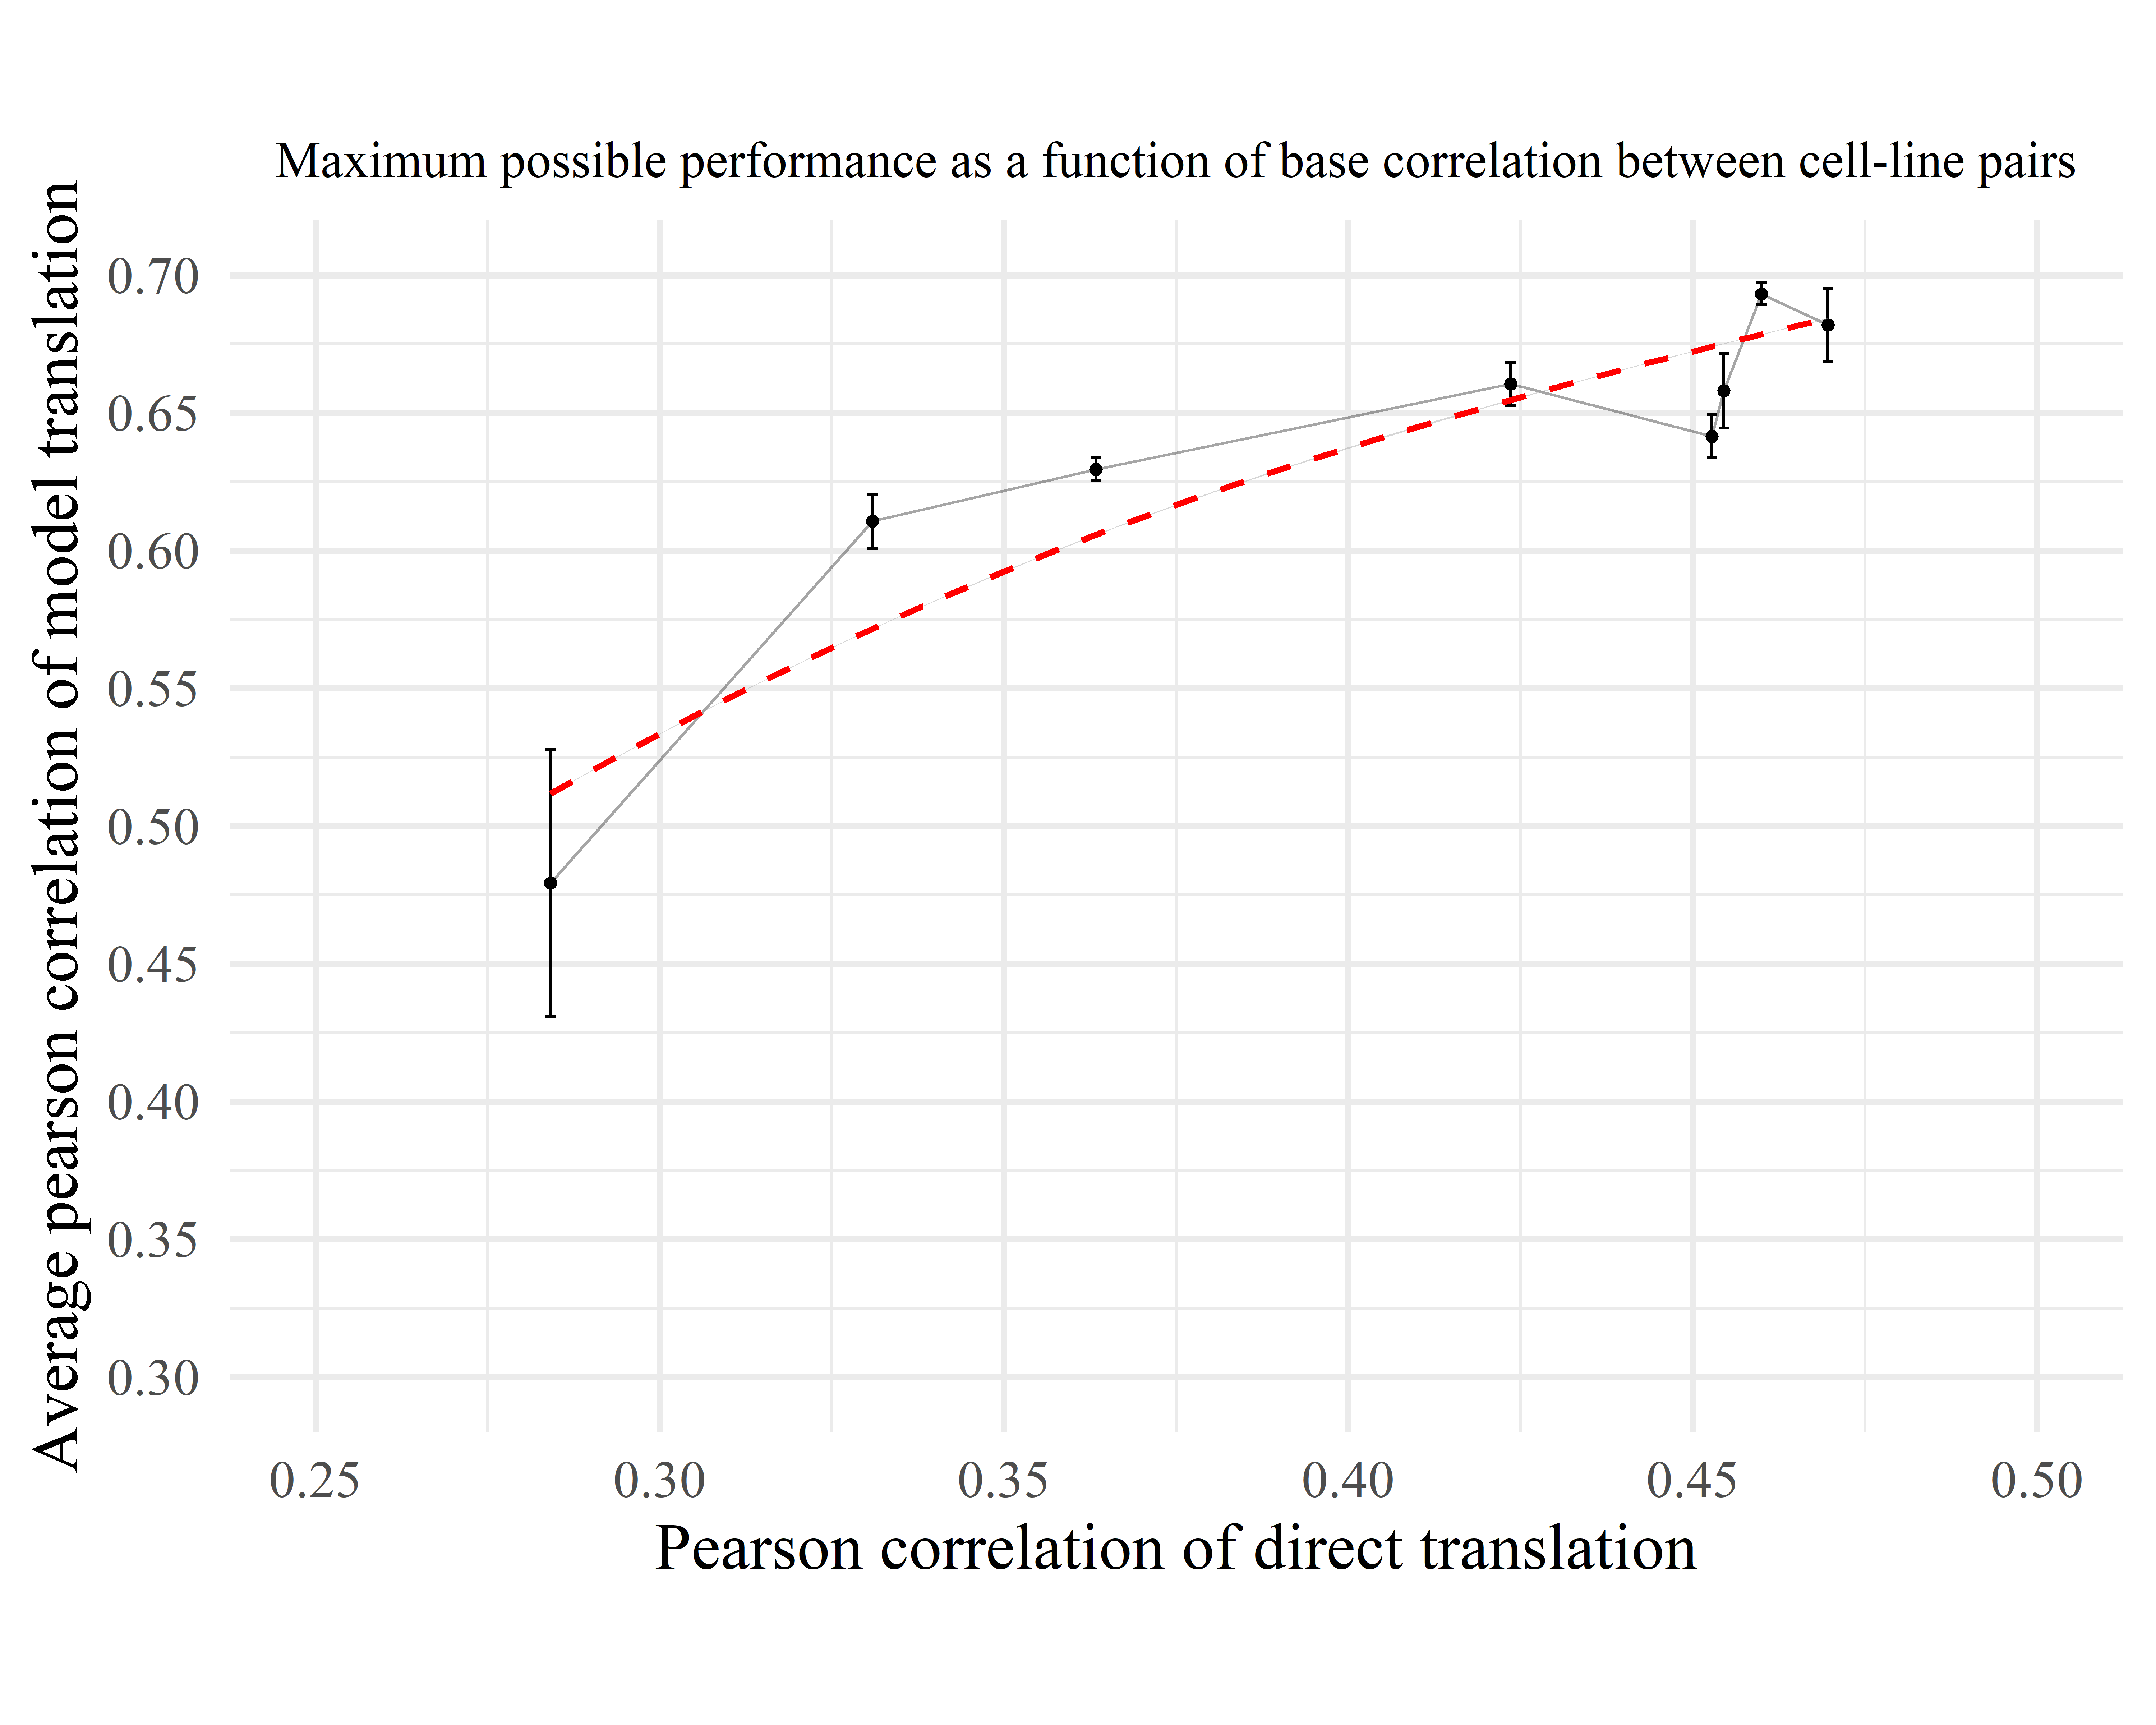 Maximum possible performance as a function of base correlation between cell-line pairs
Average pearson correlation of model translation
0.70
0.65
0.60
0.55
0.50
0.45
0.40
0.35
0.30
0.25 0.30 0.35 0.40 0.45 0.50
Pearson correlation of direct translation